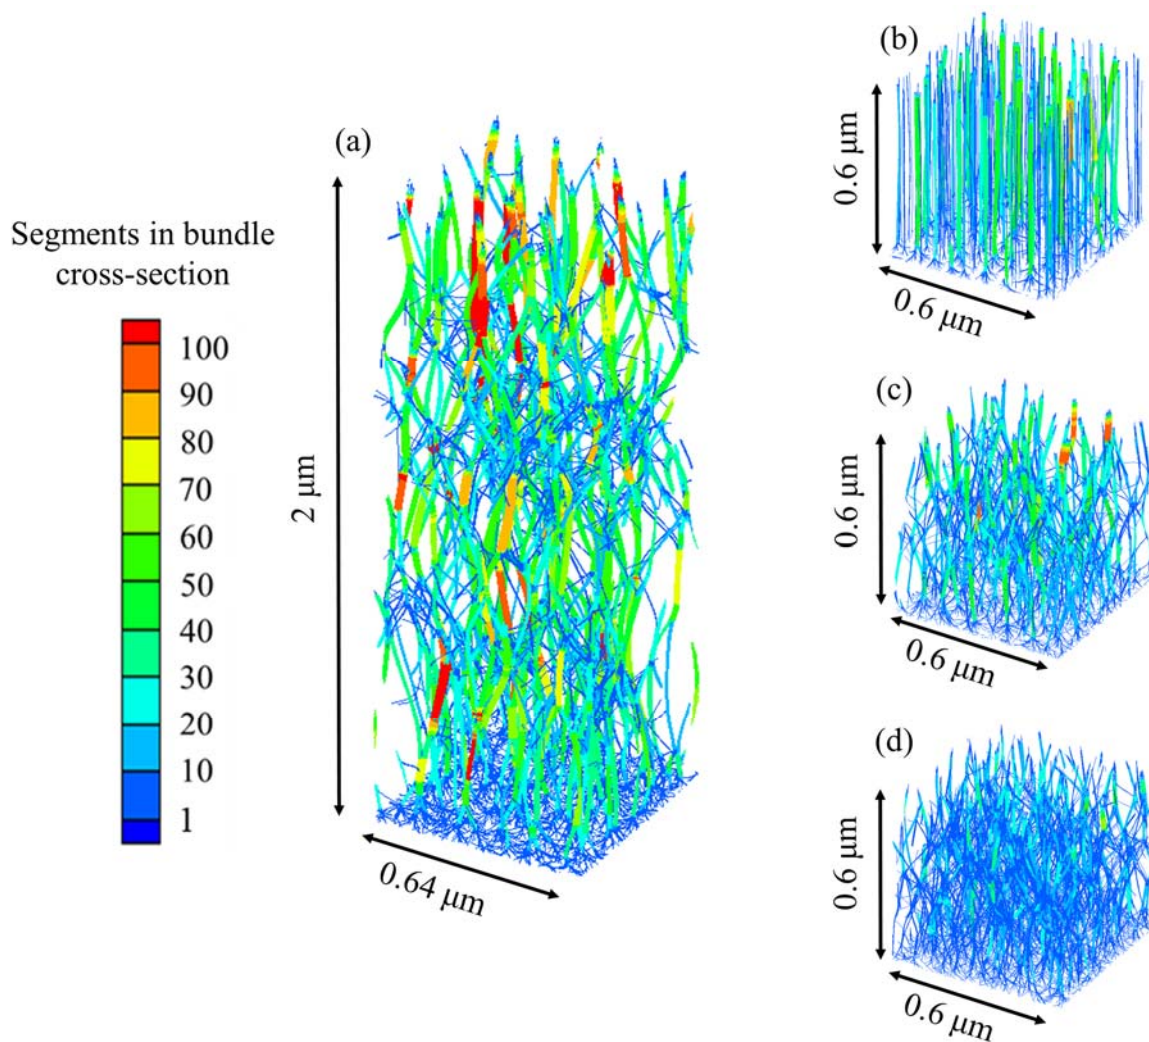 Segments in bundle
cross-section
100
90
80
70
60
50
40
30
20
10
1
(a)
2 μm
0.64 μm
(b)
0.6 μm
0.6 μm
(c)
0.6 μm
0.6 μm
(d)
0.6 μm
0.6 μm